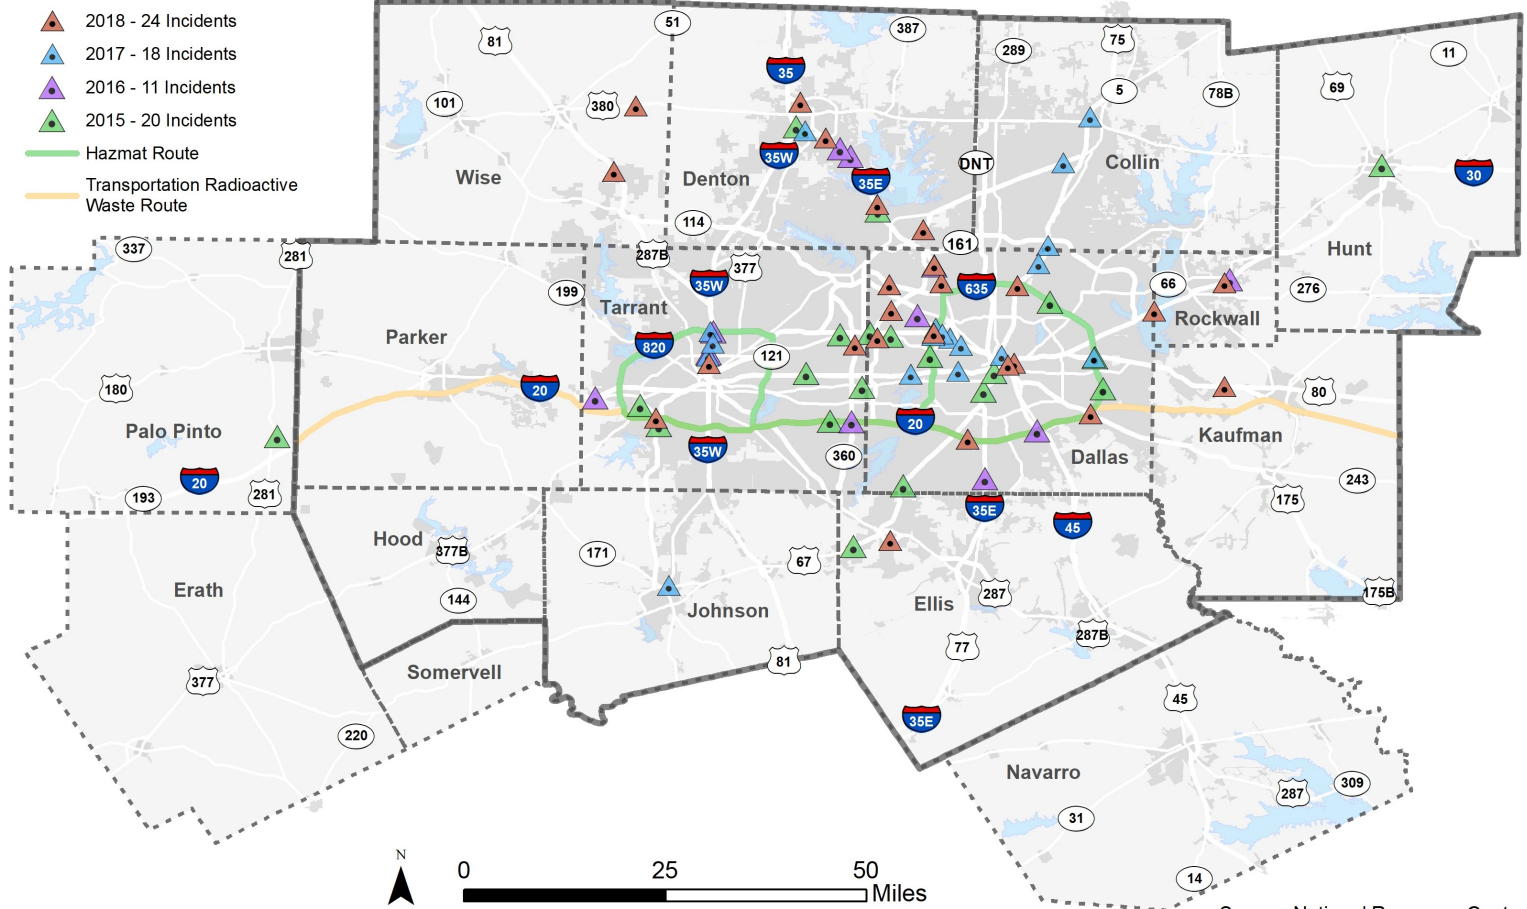 2018 - 24 Incidents
2017 - 18 Incidents
2016 - 11 Incidents
2015 - 20 Incidents
Hazmat Route
Transportation Radioactive
Waste Route
51
387
81
35
289
75
11
69
101
380
5
78B
35W
DNT
Collin
Wise
Denton
35E
30
114
337
281
287B
377
161
Hunt
35W
635
66
276
199
Tarrant
Rockwall
Parker
820
121
180
20
80
Palo Pinto
20
Kaufman
35W
360
Dallas
20
193
281
243
175
35E
45
Hood
377B
171
67
Erath
144
Johnson
Ellis
287
175B
77
287B
Somervell
81
377
45
35E
220
Navarro
287
309
31
14
N
0
25
50
Miles